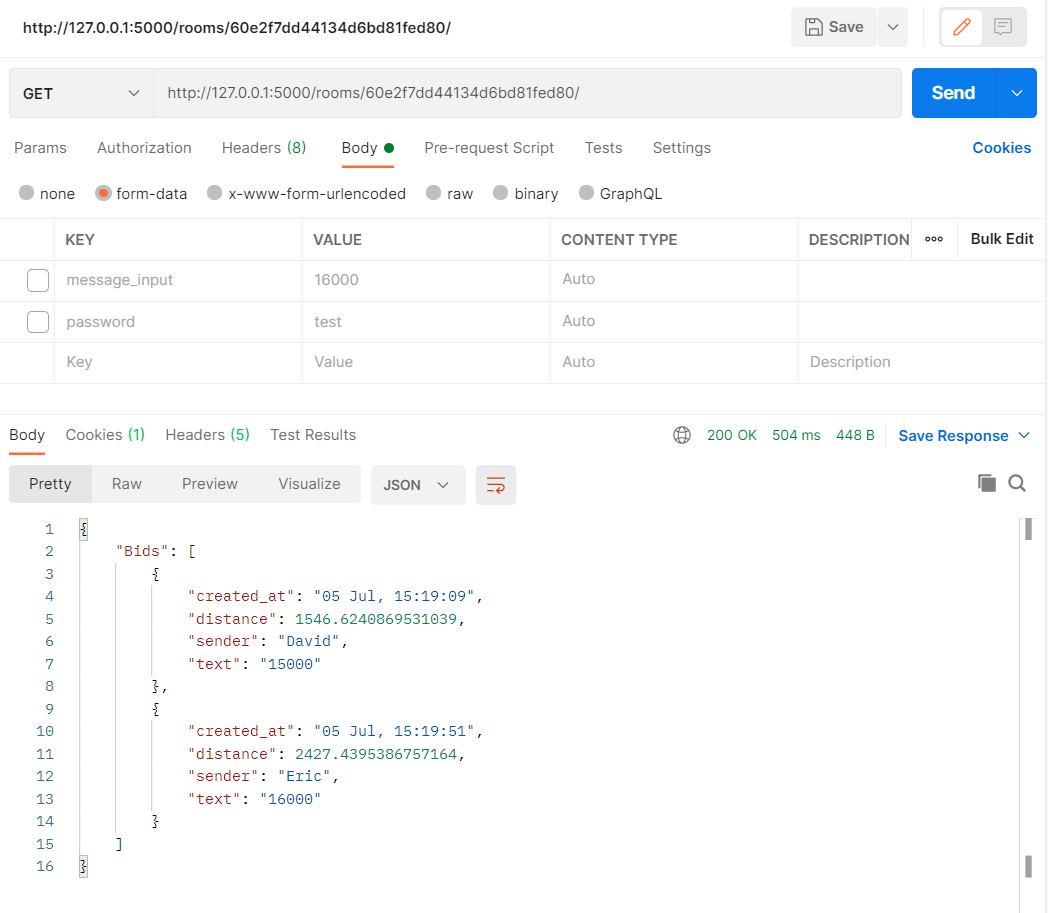 http://127.0.0.1:5000/rooms/60e2f7dd44134d6bd81fed80/ Save
GET http://127.0.0.1:5000/rooms/60e2f7dd44134d6bd81fed80/ Send
Params Authorization Headers (8) Body Pre-request Script Tests Settings Cookies
none form-data x-www-form-urlencoded raw binary GraphQL
KEY VALUE CONTENT TYPE DESCRIPTION ooo Bulk Edit
message_input 16000 Auto
password test Auto
Key Value Auto Description
Body Cookies (1) Headers (5) Test Results 200 OK 504 ms 448 B Save Response
Pretty Raw Preview Visualize JSON
1 {
2 "Bids": [
3 {
4 "created_at": "05 Jul, 15:19:09",
5 "distance": 1546.6240869531039,
6 "sender": "David",
7 "text": "15000"
8 },
9 {
10 "created_at": "05 Jul, 15:19:51",
11 "distance": 2427.4395386757164,
12 "sender": "Eric",
13 "text": "16000"
14 }
15 ]
16 }